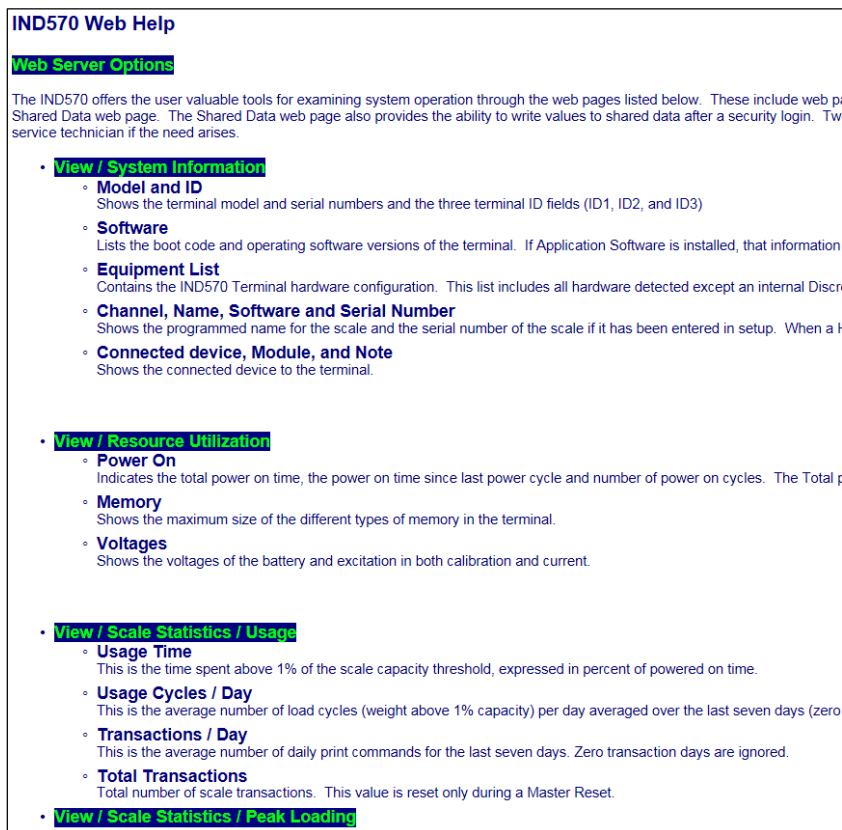 IND570 Web Help
Web Server Options
The IND570 offers the user valuable tools for examining system operation through the web pages listed below. These include web
Shared Data web page. The Shared Data web page also provides the ability to write values to shared data after a security login.
service technician if the need arises.
• View / System Information
◦ Model and ID
Shows the terminal model and serial numbers and the three terminal ID fields (ID1, ID2, and ID3)
◦ Software
Lists the boot code and operating software versions of the terminal. If Application Software is installed, that information
◦ Equipment List
Contains the IND570 Terminal hardware configuration. This list includes all hardware detected except an internal
◦ Channel, Name, Software and Serial Number
Shows the programmed name for the scale and the serial number of the scale if it has been entered in setup. When a
◦ Connected device, Module, and Note
Shows the connected device to the terminal.
• View / Resource Utilization
◦ Power On
Indicates the total power on time, the power on time since last power cycle and number of power on cycles. The Total
◦ Memory
Shows the maximum size of the different types of memory in the terminal.
◦ Voltages
Shows the voltages of the battery and excitation in both calibration and current.
• View / Scale Statistics / Usage
◦ Usage Time
This is the time spent above 1% of the scale capacity threshold, expressed in percent of powered on time.
◦ Usage Cycles / Day
This is the average number of load cycles (weight above 1% capacity) per day averaged over the last seven days (zero
◦ Transactions / Day
This is the average number of daily print commands for the last seven days. Zero transaction days are ignored.
◦ Total Transactions
Total number of scale transactions. This value is reset only during a Master Reset.
• View / Scale Statistics / Peak Loading